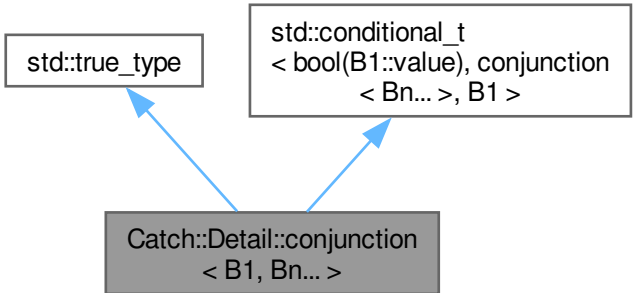 std::true_type
std::conditional_t
< bool(B1::value), conjunction
< Bn... >, B1 >
Catch::Detail::conjunction
< B1, Bn... >